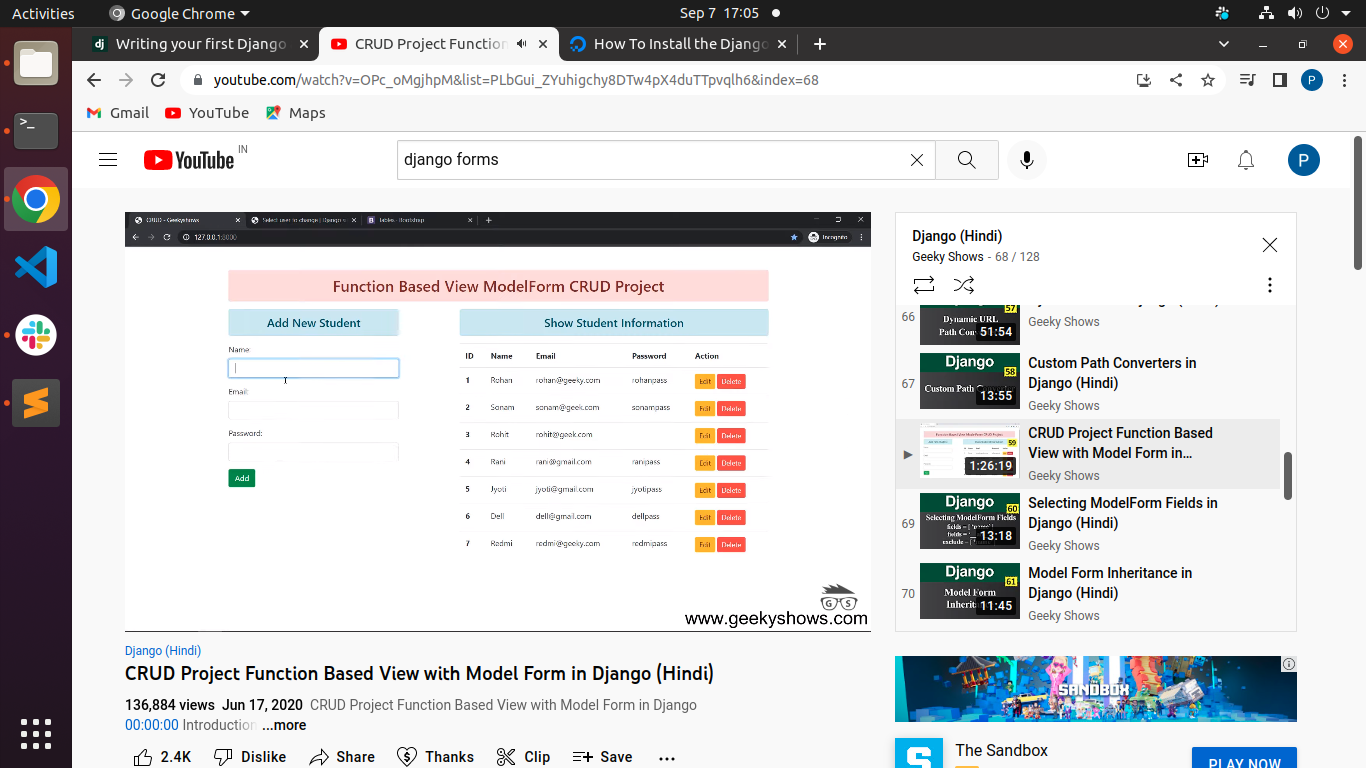 Activities Google Chrome Sep 7 17:05
Writing your first Django CRUD Project Function How To Install the Django
youtube.com/watch?v=OPc_oMgjhpM&list=PLbGui_ZYuhigchy8DTw4pX4duTTpvqlh6&index=68 P
Gmail YouTube Maps
YouTube IN django forms P
CRUD - Geekyshows Select user to change | Django s Tables · Bootstrap
127.0.0.1:8000 Incognito
Function Based View ModelForm CRUD Project
Add New Student
Name:
Email:
Password:
Add
Show Student Information
ID Name Email Password Action
1 Rohan rohan@geeky.com rohanpass Edit Delete
2 Sonam sonam@geek.com sonampass Edit Delete
3 Rohit rohit@geek.com Edit Delete
4 Rani rani@gmail.com ranipass Edit Delete
5 Jyoti jyoti@gmail.com jyotipass Edit Delete
6 Dell dell@gmail.com dellpass Edit Delete
7 Redmi redmi@geeky.com redmipass Edit Delete
GS
www.geekyshows.com
Django (Hindi)
CRUD Project Function Based View with Model Form in Django (Hindi)
136,884 views Jun 17, 2020 CRUD Project Function Based View with Model Form in Django
00:00:00 Introduction ...more
2.4K Dislike Share Thanks Clip Save
Django (Hindi)
Geeky Shows - 68 / 128
66 57
Dynamic URL
Path Con 51:54
Geeky Shows
67 Django 58
Custom Path Con 13:55
Custom Path Converters in
Django (Hindi)
Geeky Shows
59
1:26:19
CRUD Project Function Based
View with Model Form in...
Geeky Shows
69 Django 60
Selecting ModelForm Fields
13:18
Selecting ModelForm Fields in
Django (Hindi)
Geeky Shows
70 Django 61
Model Form
Inherit 11:45
Model Form Inheritance in
Django (Hindi)
Geeky Shows
SANDBOX
S The Sandbox
PLAY NOW